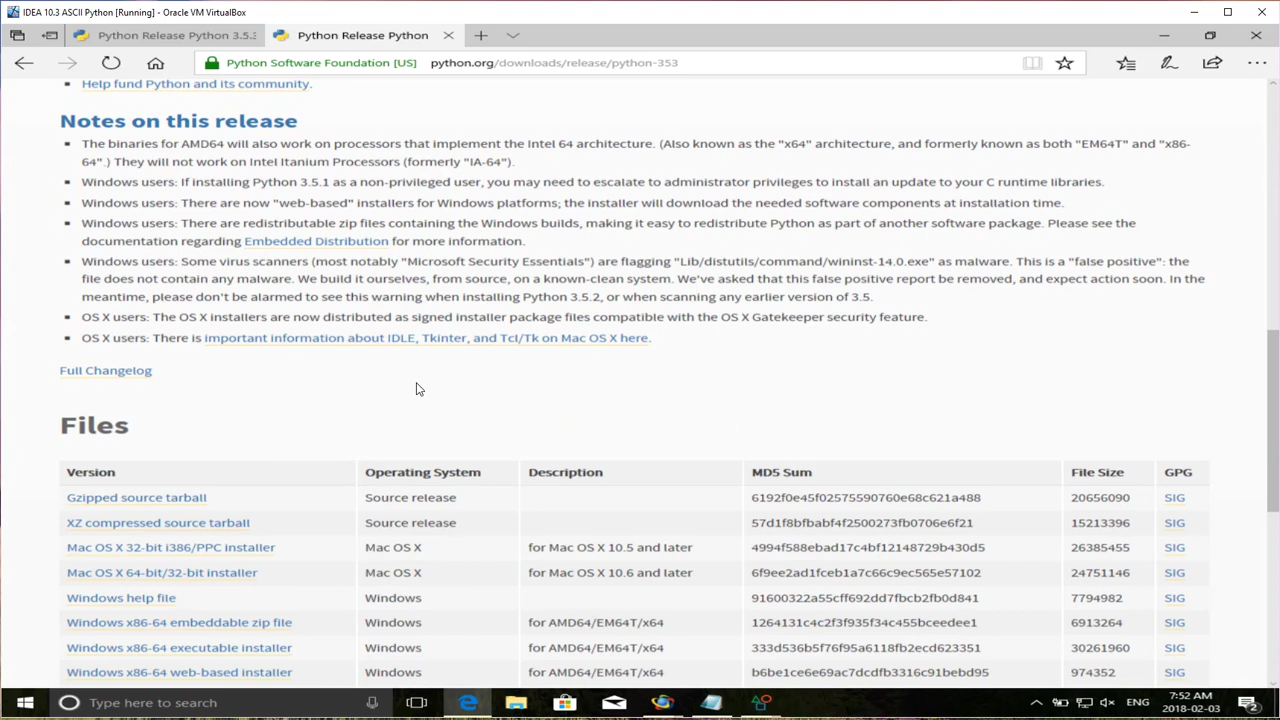 IDEA 10.3 ASCII Python [Running] - Oracle VM VirtualBox
Python Release Python 3.5.3
Python Release Python
Python Software Foundation [US] python.org/downloads/release/python-353
Help fund Python and its community.
Notes on this release
The binaries for AMD64 will also work on processors that implement the Intel 64 architecture. (Also known as the "x64" architecture, and formerly known as both "EM64T" and "x86-
64".) They will not work on Intel Itanium Processors (formerly "IA-64").
Windows users: If installing Python 3.5.1 as a non-privileged user, you may need to escalate to administrator privileges to install an update to your C runtime libraries.
Windows users: There are now "web-based" installers for Windows platforms; the installer will download the needed software components at installation time.
Windows users: There are redistributable zip files containing the Windows builds, making it easy to redistribute Python as part of another software package. Please see the
documentation regarding Embedded Distribution for more information.
Windows users: Some virus scanners (most notably "Microsoft Security Essentials") are flagging "Lib/distutils/command/wininst-14.0.exe" as malware. This is a "false positive": the
file does not contain any malware. We build it ourselves, from source, on a known-clean system. We've asked that this false positive report be removed, and expect action soon. In the
meantime, please don't be alarmed to see this warning when installing Python 3.5.2, or when scanning any earlier version of 3.5.
OS X users: The OS X installers are now distributed as signed installer package files compatible with the OS X Gatekeeper security feature.
OS X users: There is important information about IDLE, Tkinter, and Tcl/Tk on Mac OS X here.
Full Changelog
Files
Version Operating System Description MD5 Sum File Size GPG
Gzipped source tarball Source release 6192f0e45f02575590760e68c621a488 20656090 SIG
XZ compressed source tarball Source release 57d1f8bfbabf4f2500273fb0706e6f21 15213396 SIG
Mac OS X 32-bit i386/PPC installer Mac OS X for Mac OS X 10.5 and later 4994f588ebad17c4bf12148729b430d5 26385455 SIG
Mac OS X 64-bit/32-bit installer Mac OS X for Mac OS X 10.6 and later 6f9ee2ad1fceb1a7c66c9ec565e57102 24751146 SIG
Windows help file Windows 91600322a55cff692dd7fbcb2fb0d841 7794982 SIG
Windows x86-64 embeddable zip file Windows for AMD64/EM64T/x64 1264131c4c2f3f935f34c455bceedee1 6913264 SIG
Windows x86-64 executable installer Windows for AMD64/EM64T/x64 333d536b5f76f95a6118fb2ecd623351 30261960 SIG
Windows x86-64 web-based installer Windows for AMD64/EM64T/x64 b6be1ce6e69ac7dcdfb3316c91bebd95 974352 SIG
Type here to search
ENG
7:52 AM
2018-02-03
2